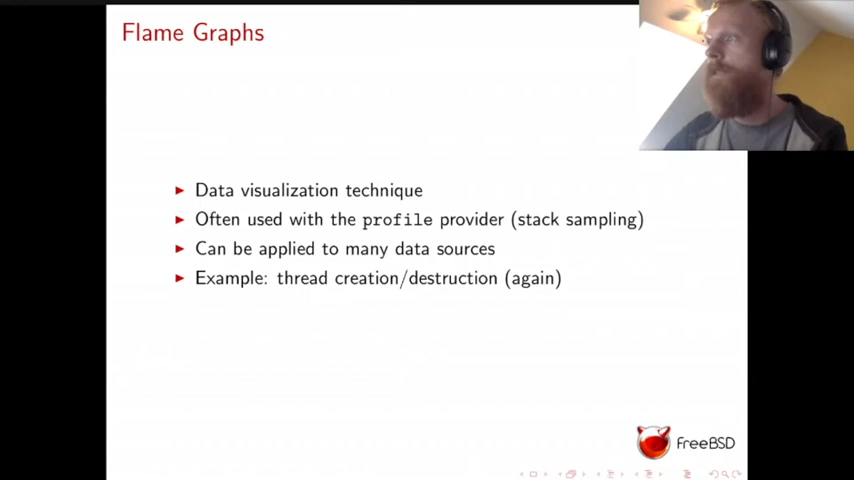 Flame Graphs
Data visualization technique
Often used with the profile provider (stack sampling)
Can be applied to many data sources
Example: thread creation/destruction (again)
FreeBSD